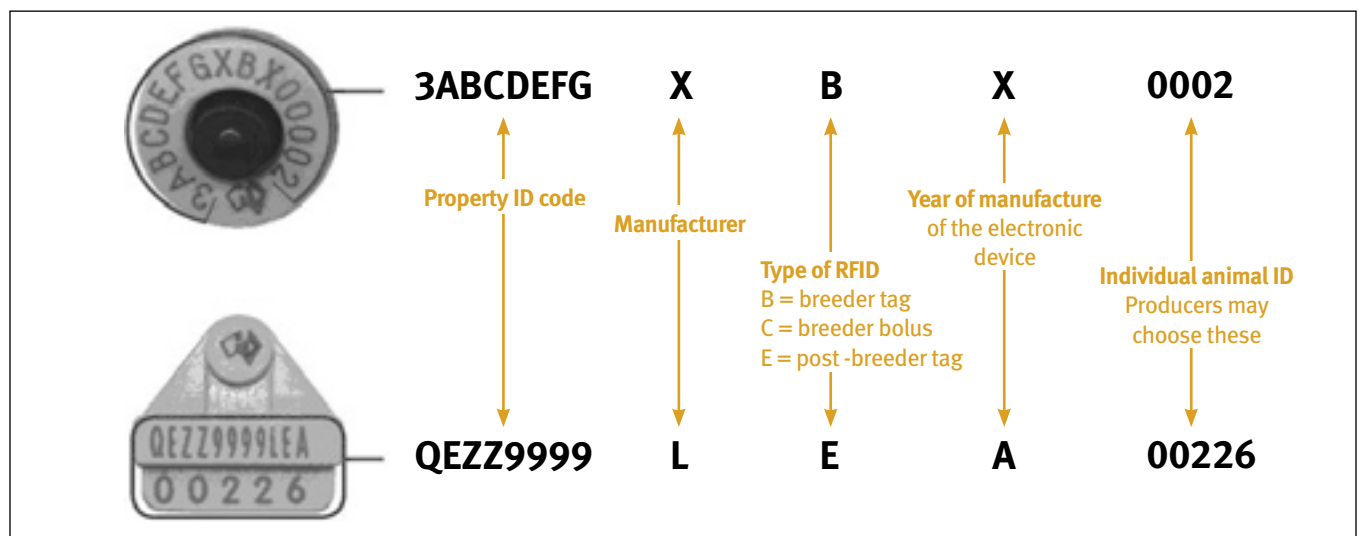 3ABCDEFGXBX00002
3ABCDEFG X B X 0002
Property ID code
Manufacturer
Type of RFID
B = breeder tag
C = breeder bolus
E = post -breeder tag
Year of manufacture
of the electronic
device
Individual animal ID
Producers may
choose these
QEZZ9999LEA
00226
QEZZ9999 L E A 00226